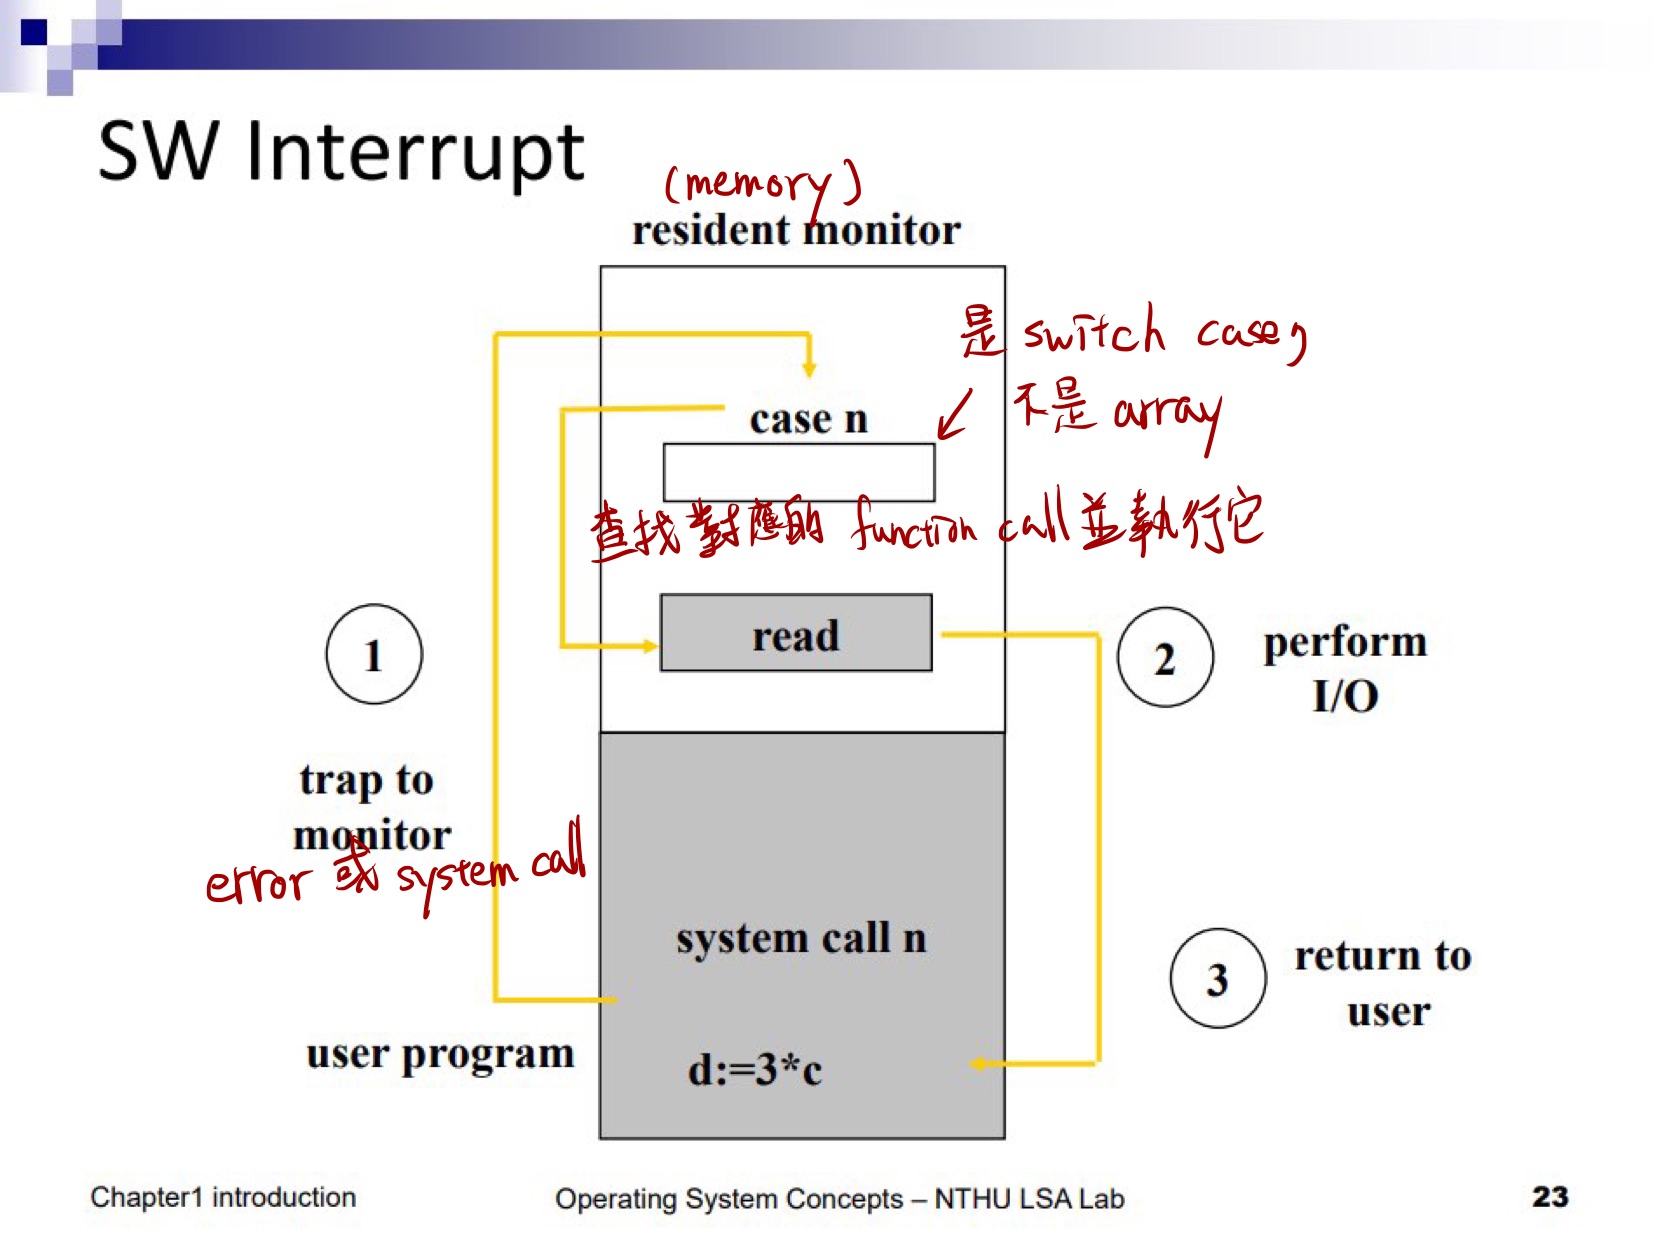 SW Interrupt
(memory)
resident monitor
是 switch case,
不是 array
case n
查找對應的 function call 並執行它
read
1
2
perform
I/O
trap to
monitor
error 或 system call
system call n
3
return to
user
user program
d:=3*c
Chapter1 introduction
Operating System Concepts – NTHU LSA Lab
23